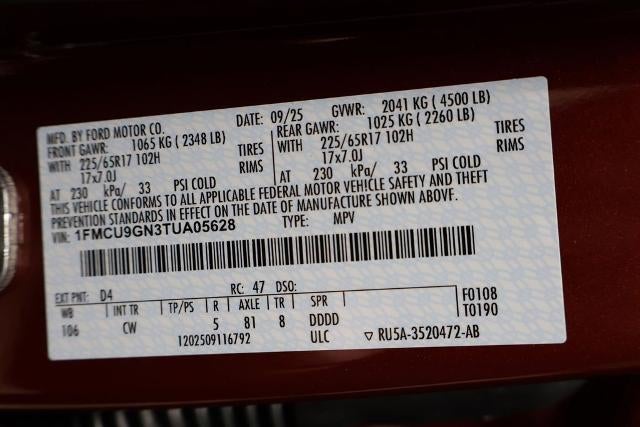 MFD. BY FORD MOTOR CO. DATE: 09/25 GVWR: 2041 KG ( 4500 LB)
FRONT GAWR: 1065 KG ( 2348 LB) REAR GAWR: 1025 KG ( 2260 LB)
WITH 225/65R17 102H TIRES WITH 225/65R17 102H TIRES
17x7.0J RIMS 17x7.0J RIMS
AT 230 kPa/ 33 PSI COLD AT 230 kPa/ 33 PSI COLD
THIS VEHICLE CONFORMS TO ALL APPLICABLE FEDERAL MOTOR VEHICLE SAFETY AND THEFT
PREVENTION STANDARDS IN EFFECT ON THE DATE OF MANUFACTURE SHOWN ABOVE.
VIN: 1FMCU9GN3TUA05628 TYPE: MPV
EXT PNT: D4 RC: 47 DSO: F0108
WB INT TR TP/PS R AXLE TR SPR T0190
106 CW 5 81 8 DDDD
1202509116792 ULC ▽ RU5A-3520472-AB